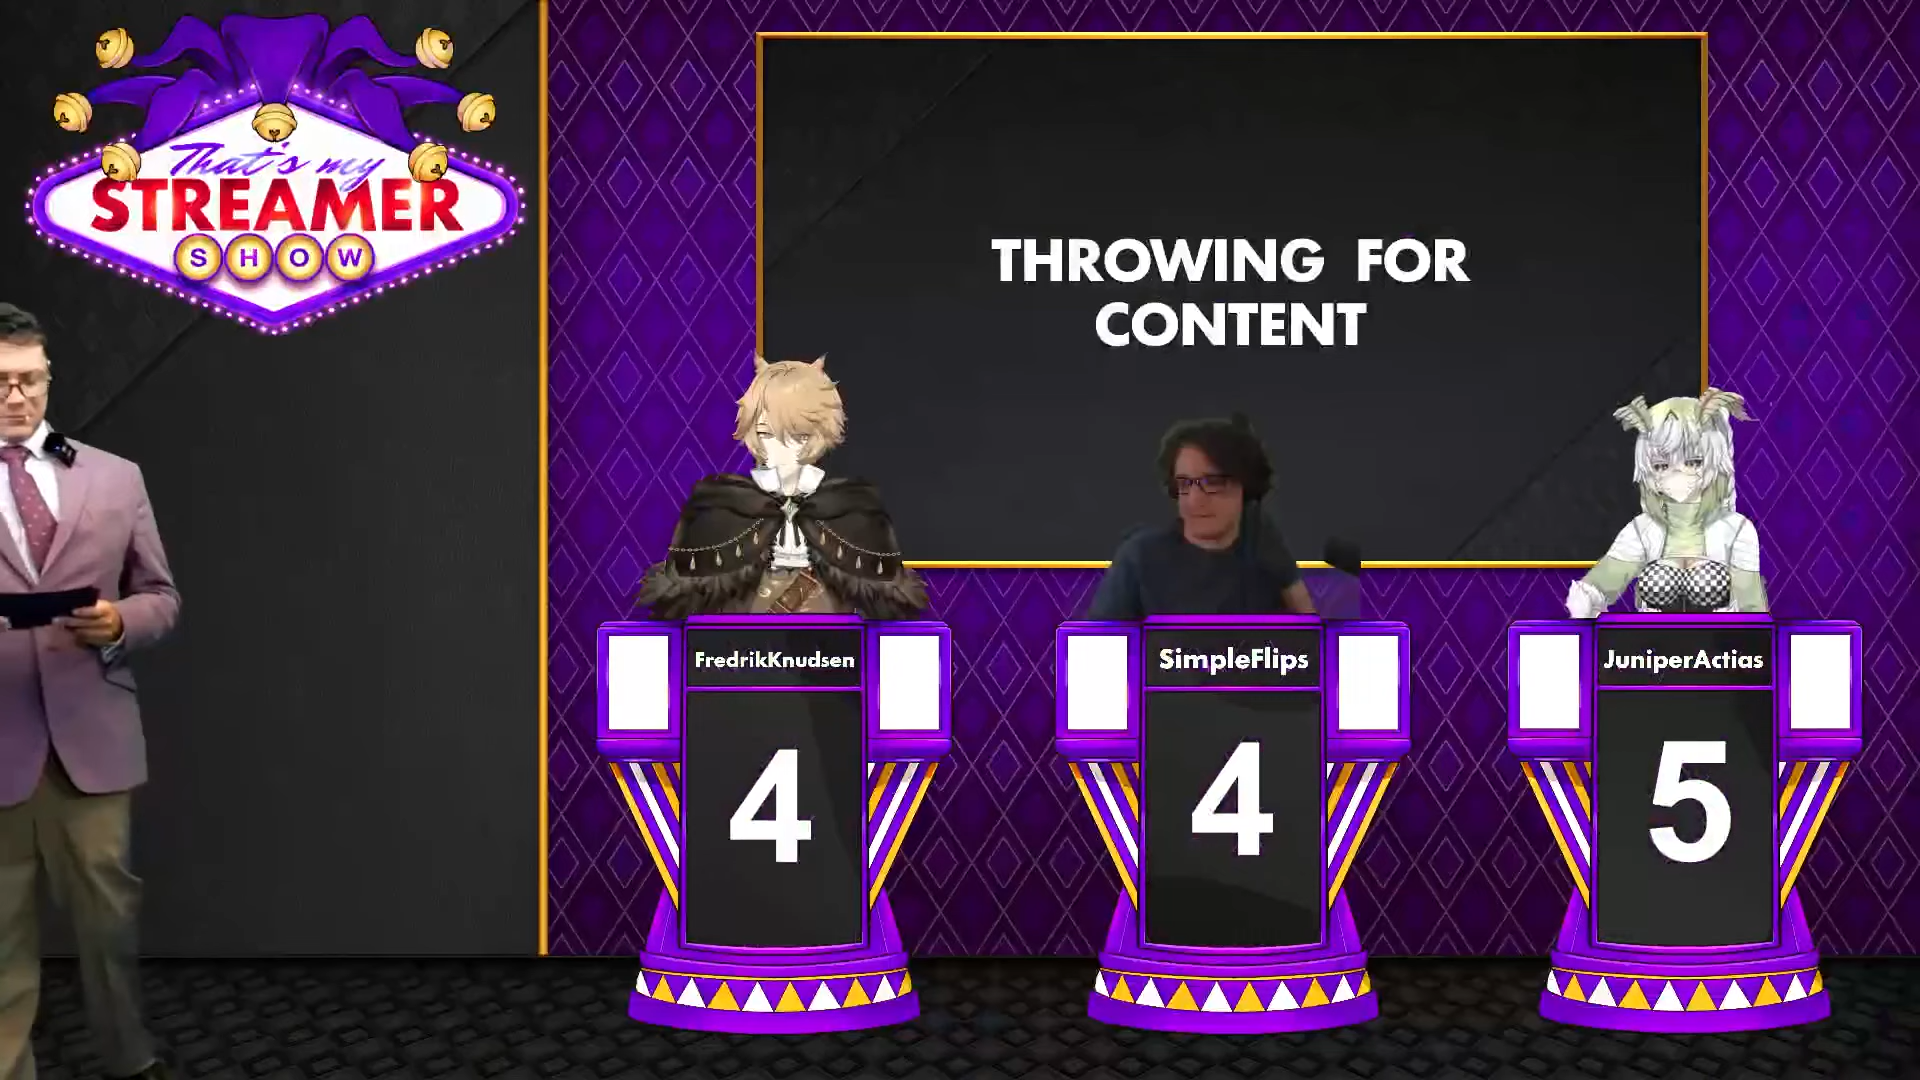 That's my
STREAMER
SHOW
THROWING FOR
CONTENT
FredrikKnudsen
SimpleFlips
JuniperActias
4
4
5